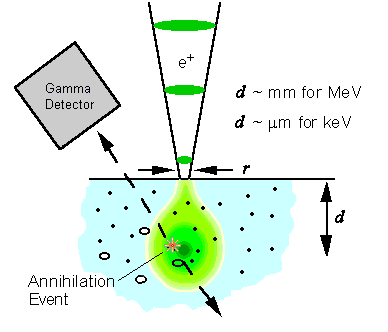 e+
Gamma
Detector
d ~ mm for MeV
d ~ μm for keV
r
d
Annihilation
Event